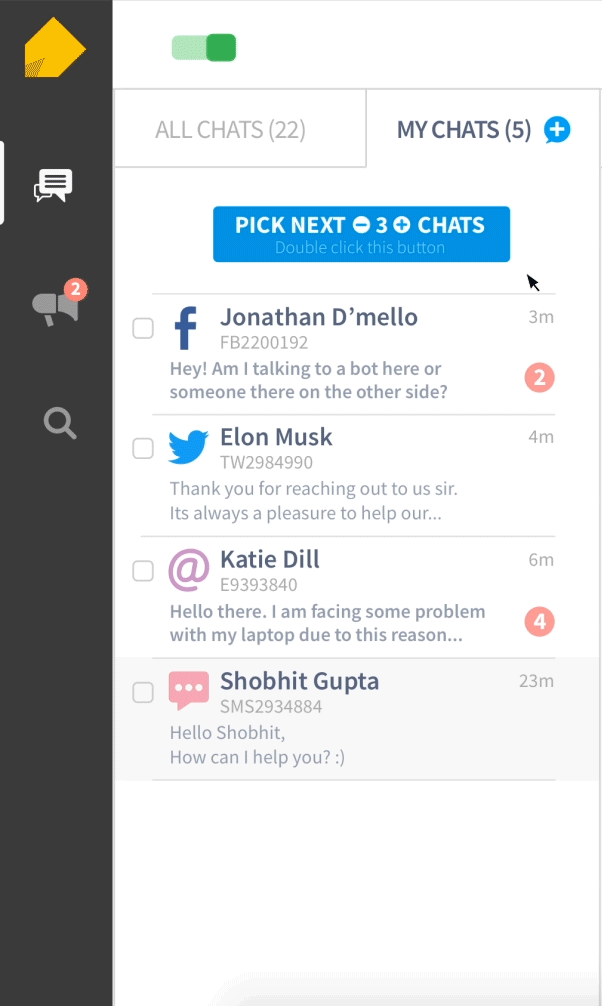 ALL CHATS (22)
MY CHATS (5)
PICK NEXT 3 CHATS
Double click this button
2
Jonathan D’mello
3m
FB2200192
Hey! Am I talking to a bot here or
someone there on the other side?
2
Elon Musk
4m
TW2984990
Thank you for reaching out to us sir.
Its always a pleasure to help our...
@
Katie Dill
6m
E9393840
Hello there. I am facing some problem
with my laptop due to this reason...
4
Shobhit Gupta
23m
SMS2934884
Hello Shobhit,
How can I help you? :)